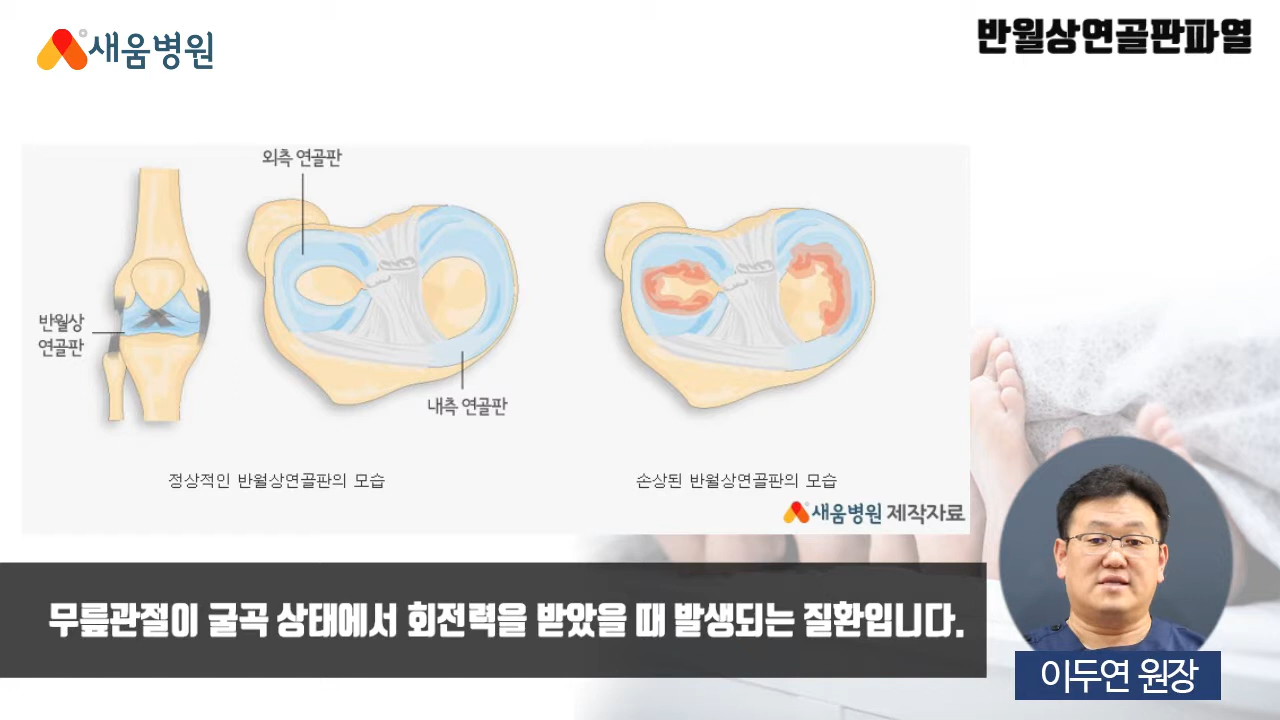 새움병원
반월상연골판파열
외측 연골판
반월상
연골판
내측 연골판
정상적인 반월상연골판의 모습
손상된 반월상연골판의 모습
새움병원 제작자료
무릎관절이 굴곡 상태에서 회전력을 받았을 때 발생되는 질환입니다.
이두연 원장